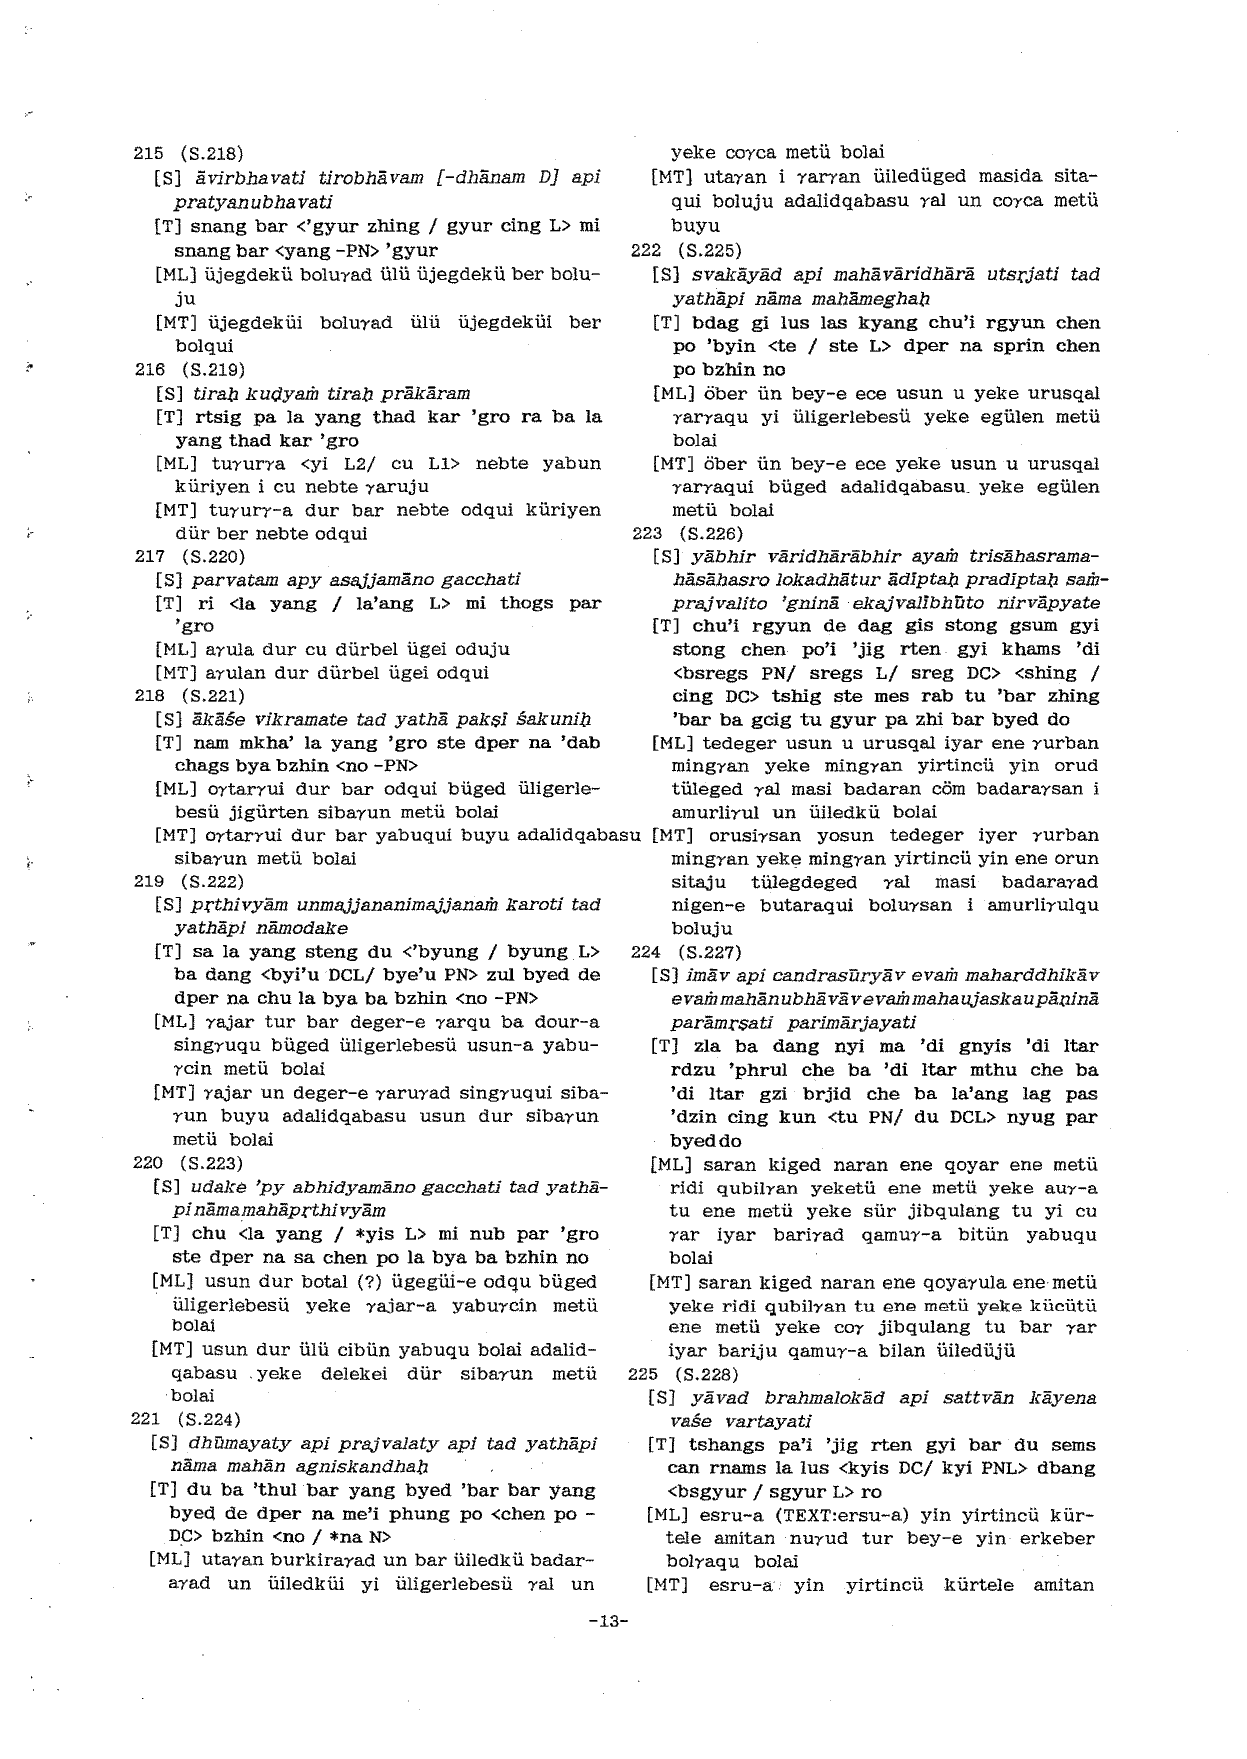 215 (S.218)
[S] āvirbhavati tirobhāvam [-dhānam D] api
pratyanubhavati
[T] snang bar <'gyur zhing / gyur cing L> mi
snang bar <yang -PN> 'gyur
[ML] üjegdekü boluγad ülü üjegdekü ber bolu-
ju
[MT] üjegdeküi boluγad ülü üjegdeküi ber
bolqui
216 (S.219)
[S] tiraḥ kuḍyaṁ tiraḥ prākāram
[T] rtsig pa la yang thad kar 'gro ra ba la
yang thad kar 'gro
[ML] tuγurγa <yi L2/ cu L1> nebte yabun
küriyen i cu nebte γaruju
[MT] tuγurγ-a dur bar nebte odqui küriyen
dür ber nebte odqui
217 (S.220)
[S] parvatam apy asajjamāno gacchati
[T] ri <la yang / la'ang L> mi thogs par
'gro
[ML] aγula dur cu dürbel ügei oduju
[MT] aγulan dur dürbel ügei odqui
218 (S.221)
[S] ākāśe vikramate tad yathā pakṣī śakuniḥ
[T] nam mkha' la yang 'gro ste dper na 'dab
chags bya bzhin <no -PN>
[ML] oγtarγui dur bar odqui büged üligerle-
besü jigürten sibaγun metü bolai
[MT] oγtarγui dur bar yabuqui buyu adalidqabasu
sibaγun metü bolai
219 (S.222)
[S] pṛthivyām unmajjananimajjanaṁ karoti tad
yathāpi nāmodake
[T] sa la yang steng du <'byung / byung L>
ba dang <byi'u DCL/ bye'u PN> zul byed de
dper na chu la bya ba bzhin <no -PN>
[ML] γajar tur bar deger-e γarqu ba dour-a
singγuqu büged üligerlebesü usun-a yabu-
γcin metü bolai
[MT] γajar un deger-e γaruγad singγuqui siba-
γun buyu adalidqabasu usun dur sibaγun
metü bolai
220 (S.223)
[S] udake 'py abhidyamāno gacchati tad yathā-
pi nāma mahāpṛthivyām
[T] chu <la yang / *yis L> mi nub par 'gro
ste dper na sa chen po la bya ba bzhin no
[ML] usun dur botal (?) ügegüi-e odqu büged
üligerlebesü yeke γajar-a yabuγcin metü
bolai
[MT] usun dur ülü cibün yabuqu bolai adalid-
qabasu yeke delekei dür sibaγun metü
bolai
221 (S.224)
[S] dhūmayaty api prajvalaty api tad yathāpi
nāma mahān agniskandhaḥ
[T] du ba 'thul bar yang byed 'bar bar yang
byed de dper na me'i phung po <chen po -
DC> bzhin <no / *na N>
[ML] utaγan burkiraγad un bar üiledkü badar-
aγad un üiledküi yi üligerlebesü γal un
yeke coγca metü bolai
[MT] utaγan i γarγan üiledüged masida sita-
qui boluju adalidqabasu γal un coγca metü
buyu
222 (S.225)
[S] svakāyād api mahāvāridhārā utsṛjati tad
yathāpi nāma mahāmeghaḥ
[T] bdag gi lus las kyang chu'i rgyun chen
po 'byin <te / ste L> dper na sprin chen
po bzhin no
[ML] öber ün bey-e ece usun u yeke urusqal
γarγaqu yi üligerlebesü yeke egülen metü
bolai
[MT] öber ün bey-e ece yeke usun u urusqal
γarγaqui büged adalidqabasu yeke egülen
metü bolai
223 (S.226)
[S] yābhir vāridhārābhir ayaṁ trisāhasrama-
hāsāhasro lokadhātur ādīptaḥ pradīptaḥ saṁ-
prajvalito 'gninā ekajvalībhūto nirvāpyate
[T] chu'i rgyun de dag gis stong gsum gyi
stong chen po'i 'jig rten gyi khams 'di
<bsregs PN/ sregs L/ sreg DC> <shing /
cing DC> tshig ste mes rab tu 'bar zhing
'bar ba gcig tu gyur pa zhi bar byed do
[ML] tedeger usun u urusqal iyar ene γurban
mingγan yeke mingγan yirtincü yin orud
tüleged γal masi badaran cöm badaraγsan i
amurliγul un üiledkü bolai
[MT] orusiγsan yosun tedeger iyer γurban
mingγan yeke mingγan yirtincü yin ene orun
sitaju tülegdeged γal masi badaraγad
nigen-e butaraqui boluγsan i amurliγulqu
boluju
224 (S.227)
[S] imāv api candrasūryāv evaṁ maharddhikāv
evaṁ mahānubhāvāv evaṁ mahaujaskau pāṇinā
parāmṛṣati parimārjayati
[T] zla ba dang nyi ma 'di gnyis 'di ltar
rdzu 'phrul che ba 'di ltar mthu che ba
'di ltar gzi brjid che ba la'ang lag pas
'dzin cing kun <tu PN/ du DCL> nyug par
byed do
[ML] saran kiged naran ene qoyar ene metü
ridi qubilγan yeketü ene metü yeke auγ-a
tu ene metü yeke sür jibqulang tu yi cu
γar iyar bariγad qamuγ-a bitün yabuqu
bolai
[MT] saran kiged naran ene qoyaγula ene metü
yeke ridi qubilγan tu ene metü yeke kücütü
ene metü yeke coγ jibqulang tu bar γar
iyar bariju qamuγ-a bilan üiledüjü
225 (S.228)
[S] yāvad brahmalokād api sattvān kāyena
vaśe vartayati
[T] tshangs pa'i 'jig rten gyi bar du sems
can rnams la lus <kyis DC/ kyi PNL> dbang
<bsgyur / sgyur L> ro
[ML] esru-a (TEXT:ersu-a) yin yirtincü kür-
tele amitan nuγud tur bey-e yin erkeber
bolγaqu bolai
[MT] esru-a yin yirtincü kürtele amitan
-13-